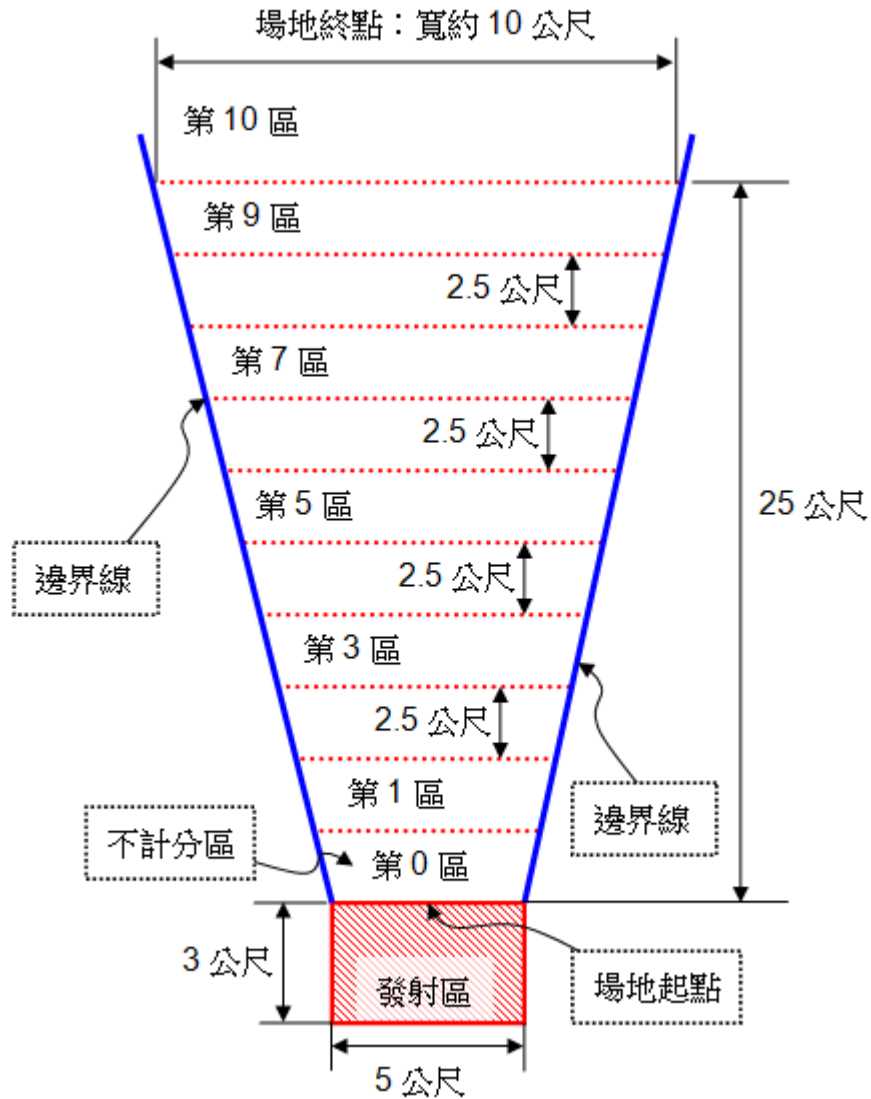 場地終點：寬約 10 公尺
第 10 區
第 9 區
2.5 公尺
第 7 區
2.5 公尺
第 5 區
25 公尺
邊界線
2.5 公尺
第 3 區
2.5 公尺
第 1 區
邊界線
不計分區
第 0 區
3 公尺
發射區
場地起點
5 公尺